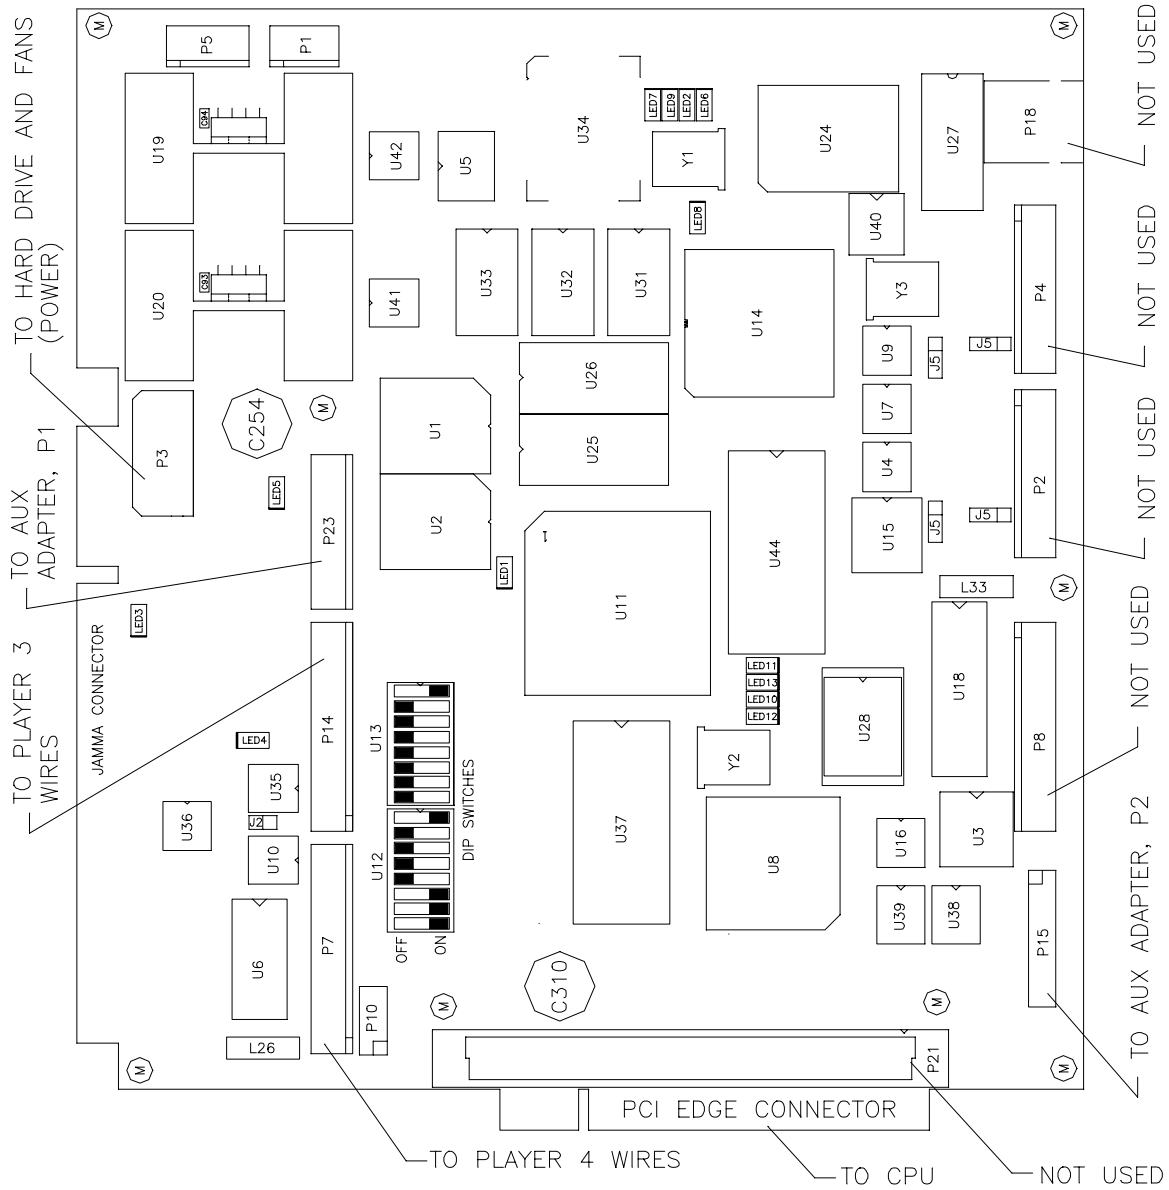 TO HARD DRIVE AND FANS
(POWER)
TO AUX
ADAPTER, P1
TO PLAYER 3
WIRES
JAMMA CONNECTOR
M
P5
P1
M
U19
C94
U42
U5
U34
LED7
LED9
LED2
LED6
Y1
U24
U27
P18
NOT USED
LED8
U40
U20
C93
U41
U33
U32
U31
U14
Y3
P4
NOT USED
U9
J5
J5
P3
C254
M
U1
U26
U25
U7
U4
P2
NOT USED
LED5
P23
U2
LED1
U11
U44
U15
J5
J5
LED3
L33
M
P14
U13
LED11
LED13
LED10
LED12
U28
U18
P8
NOT USED
LED4
U35
U36
J2
U10
U12
DIP SWITCHES
OFF
ON
U37
Y2
U8
U16
U3
U39
U38
P15
TO AUX ADAPTER, P2
U6
P7
P10
L26
C310
M
M
M
M
P21
PCI EDGE CONNECTOR
TO PLAYER 4 WIRES
TO CPU
NOT USED